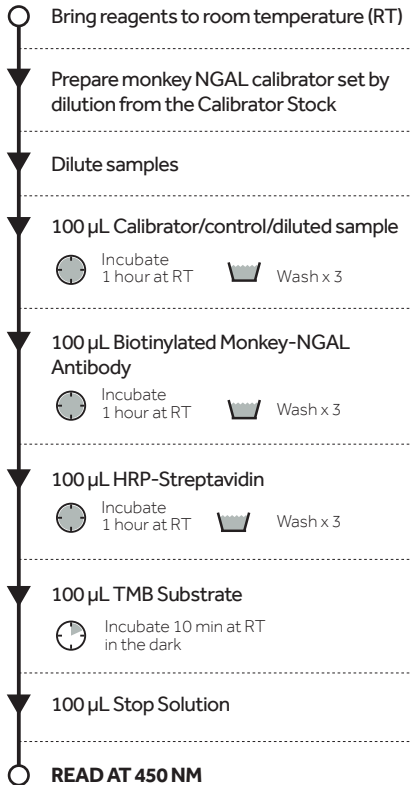 Bring reagents to room temperature (RT)
Prepare monkey NGAL calibrator set by
dilution from the Calibrator Stock
Dilute samples
100 µL Calibrator/control/diluted sample
Incubate
1 hour at RT
Wash x 3
100 µL Biotinylated Monkey-NGAL
Antibody
Incubate
1 hour at RT
Wash x 3
100 µL HRP-Streptavidin
Incubate
1 hour at RT
Wash x 3
100 µL TMB Substrate
Incubate 10 min at RT
in the dark
100 µL Stop Solution
READ AT 450 NM